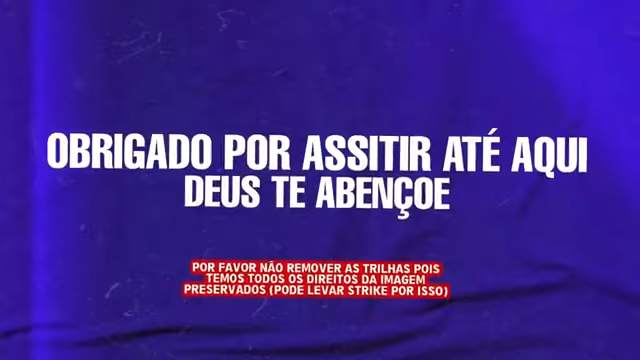 OBRIGADO POR ASSITIR ATÉ AQUI
DEUS TE ABENÇOE
POR FAVOR NÃO REMOVER AS TRILHAS POIS
TEMOS TODOS OS DIREITOS DA IMAGEM
PRESERVADOS (PODE LEVAR STRIKE POR ISSO)